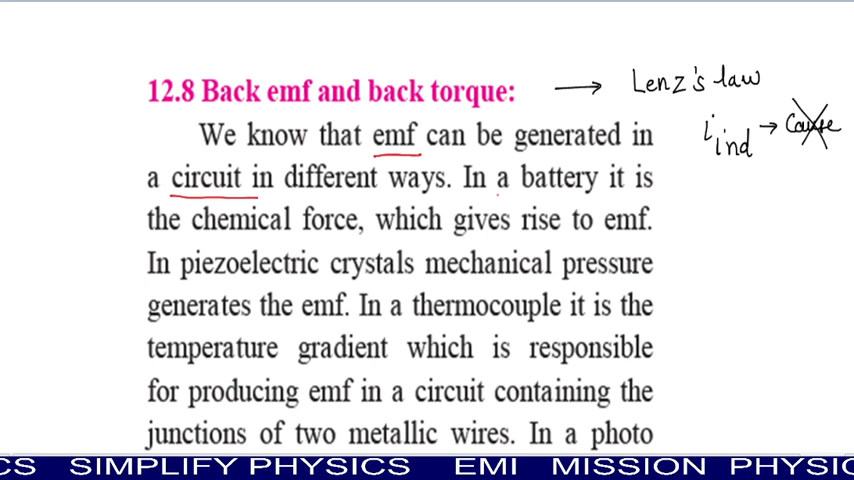 12.8 Back emf and back torque: → Lenz's law
We know that emf can be generated in
i ind → Cause
a circuit in different ways. In a battery it is
the chemical force, which gives rise to emf.
In piezoelectric crystals mechanical pressure
generates the emf. In a thermocouple it is the
temperature gradient which is responsible
for producing emf in a circuit containing the
junctions of two metallic wires. In a photo
CS SIMPLIFY PHYSICS EMI MISSION PHYSIC